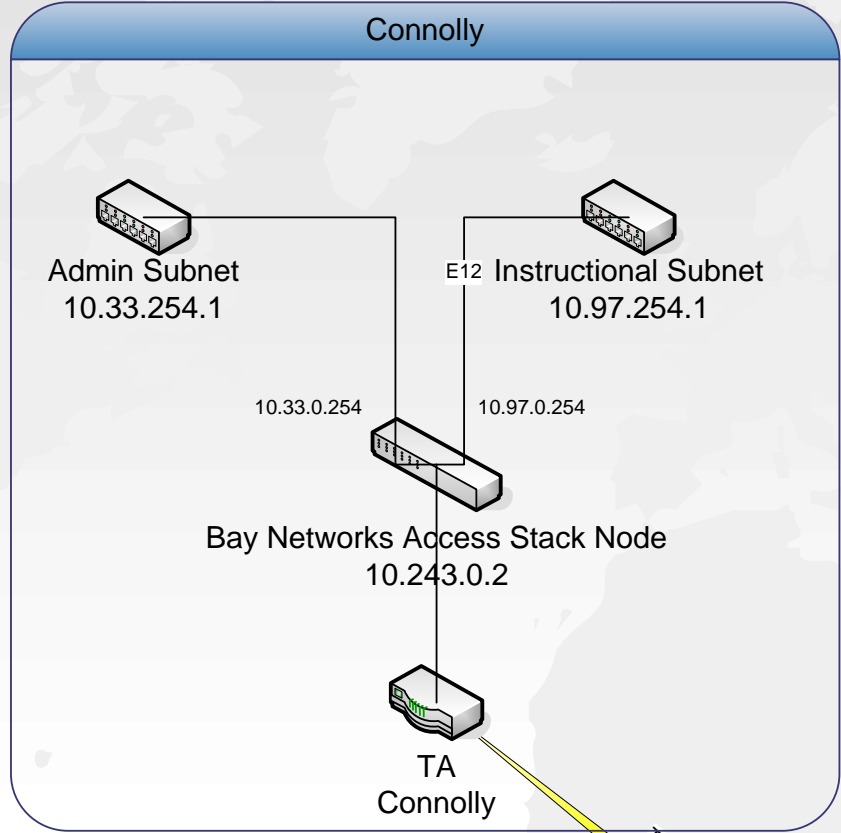 Connolly
Admin Subnet
10.33.254.1
E12
Instructional Subnet
10.97.254.1
10.33.0.254
10.97.0.254
Bay Networks Access Stack Node
10.243.0.2
TA
Connolly